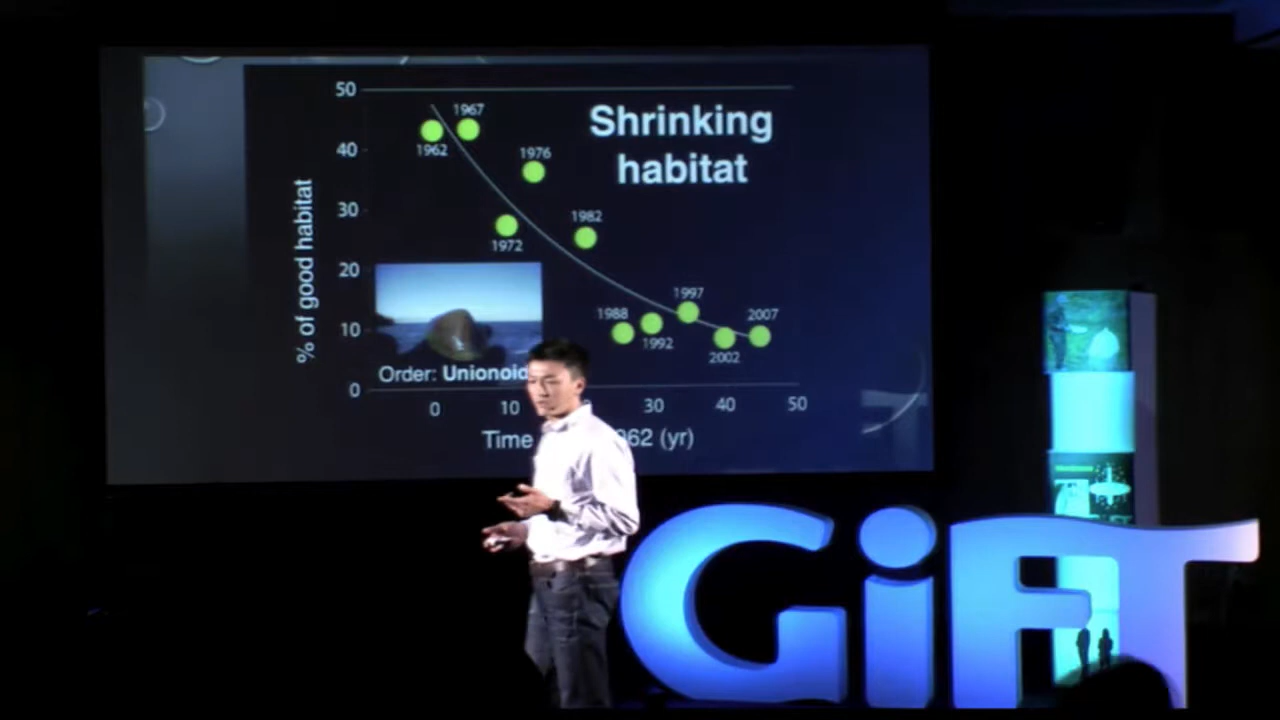 Shrinking
habitat
% of good habitat
50
40
30
20
10
0
1967
1962
1976
1972
1982
1988
1992
1997
2002
2007
Order: Unionoid
0 10 30 40 50
Time 962 (yr)
GiFT